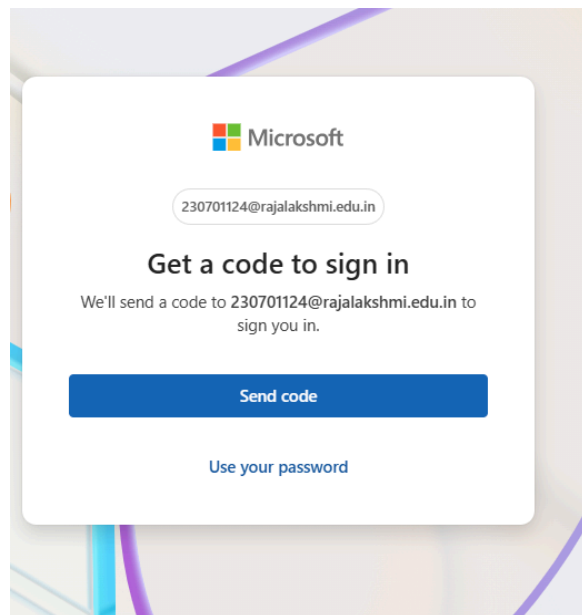 Microsoft
230701124@rajalakshmi.edu.in
Get a code to sign in
We'll send a code to 230701124@rajalakshmi.edu.in to
sign you in.
Send code
Use your password